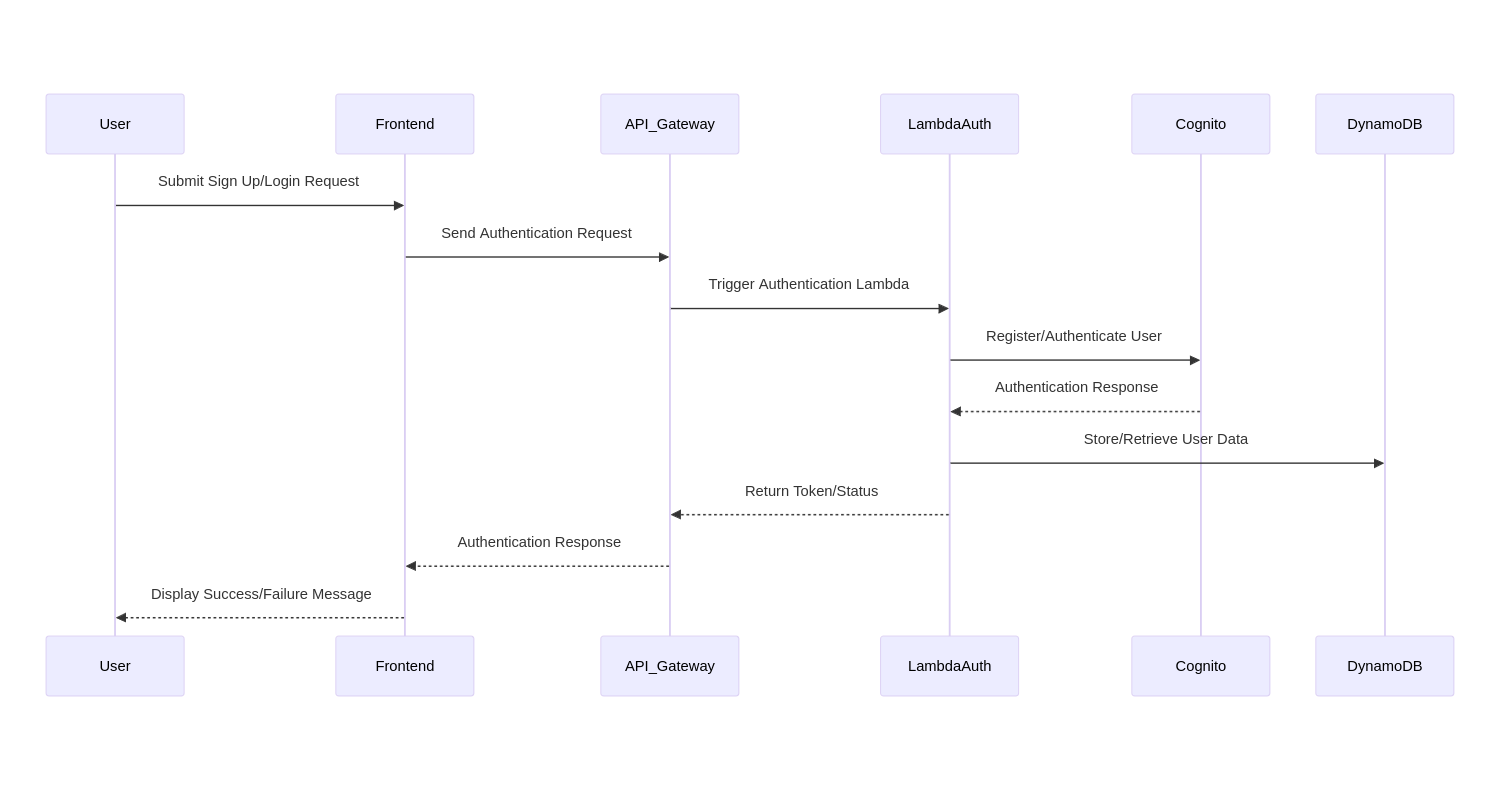 User
Frontend
API_Gateway
LambdaAuth
Cognito
DynamoDB
Submit Sign Up/Login Request
Send Authentication Request
Trigger Authentication Lambda
Register/Authenticate User
Authentication Response
Store/Retrieve User Data
Return Token/Status
Authentication Response
Display Success/Failure Message
User
Frontend
API_Gateway
LambdaAuth
Cognito
DynamoDB